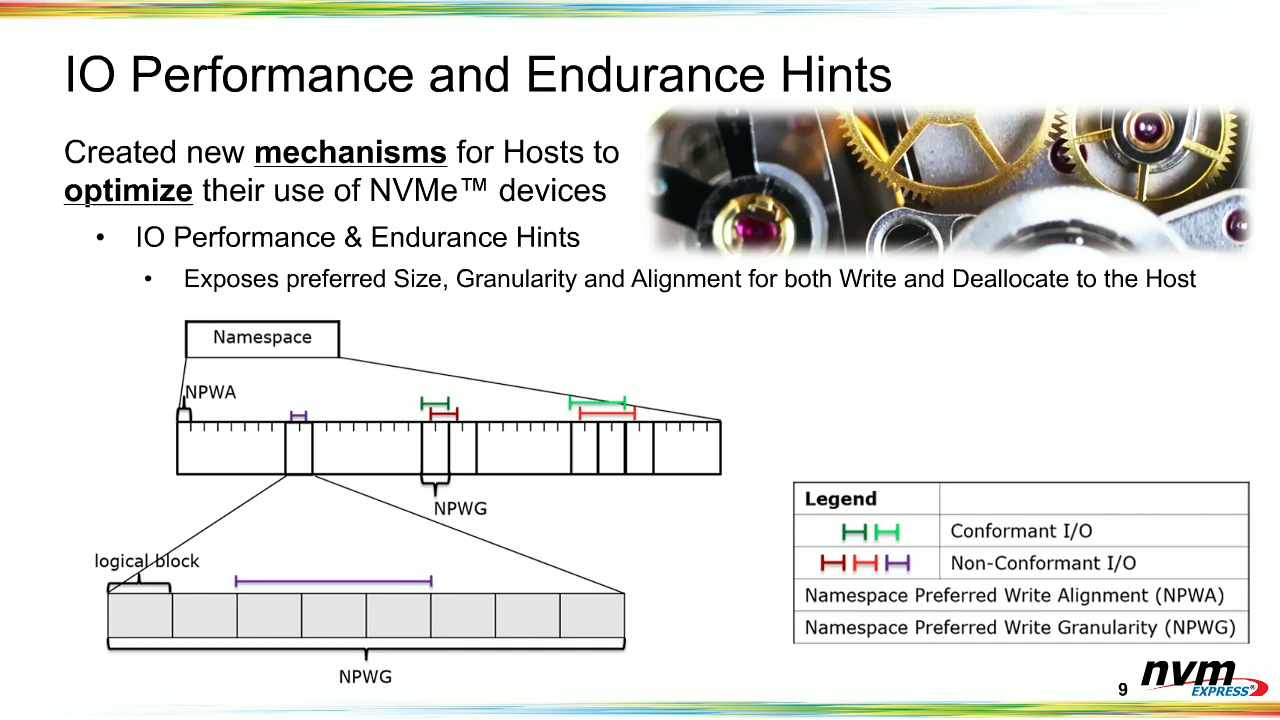 IO Performance and Endurance Hints
Created new mechanisms for Hosts to
optimize their use of NVMe™ devices
• IO Performance & Endurance Hints
• Exposes preferred Size, Granularity and Alignment for both Write and Deallocate to the Host
Namespace
NPWA
NPWG
logical block
NPWG
Legend
Conformant I/O
Non-Conformant I/O
Namespace Preferred Write Alignment (NPWA)
Namespace Preferred Write Granularity (NPWG)
9
nvm
EXPRESS®